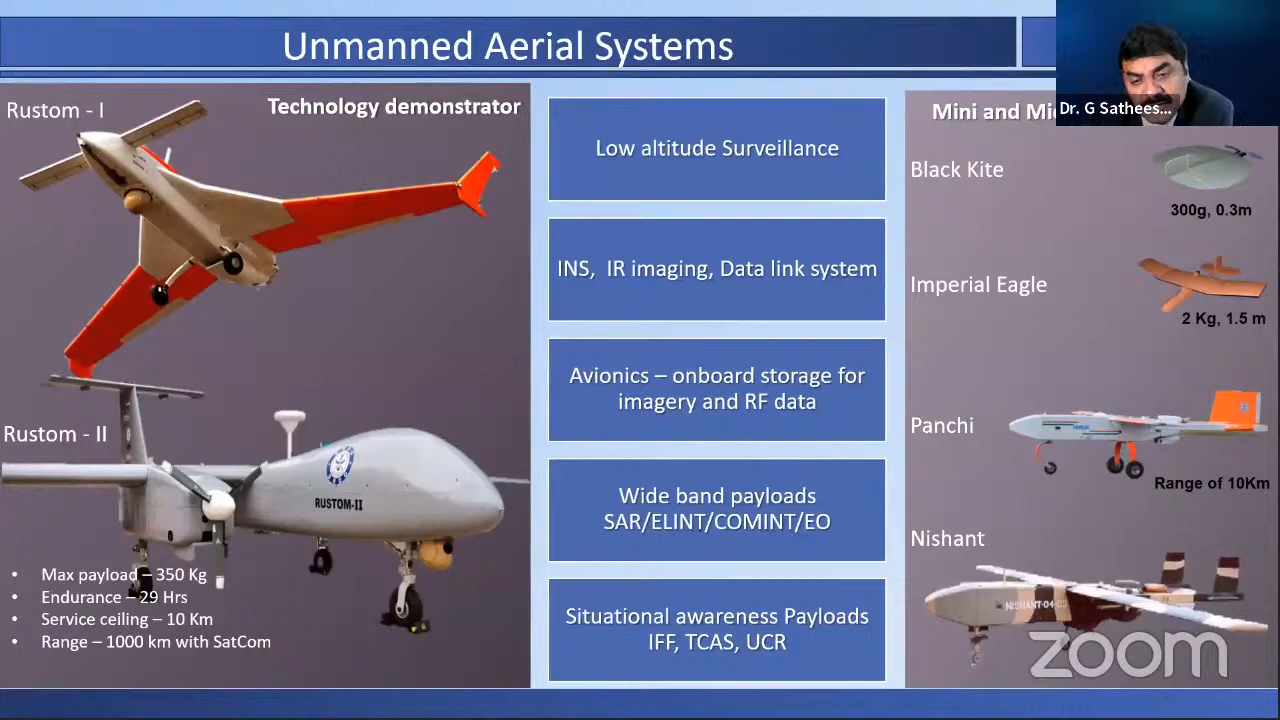 Unmanned Aerial Systems
Rustom - I
Technology demonstrator
Rustom - II
RUSTOM-II
• Max payload – 350 Kg
• Endurance – 29 Hrs
• Service ceiling – 10 Km
• Range – 1000 km with SatCom
Low altitude Surveillance
INS, IR imaging, Data link system
Avionics – onboard storage for
imagery and RF data
Wide band payloads
SAR/ELINT/COMINT/EO
Situational awareness Payloads
IFF, TCAS, UCR
Dr. G Sathees...
Mini and
Black Kite
300g, 0.3m
Imperial Eagle
2 Kg, 1.5 m
Panchi
Range of 10Km
Nishant
zoom